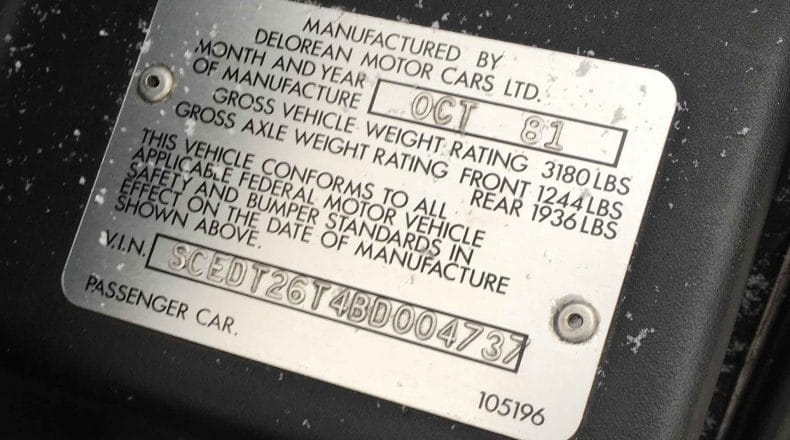 MANUFACTURED BY
DELOREAN MOTOR CARS LTD.
MONTH AND YEAR
OF MANUFACTURE OCT 81
GROSS VEHICLE WEIGHT RATING 3180 LBS
GROSS AXLE WEIGHT RATING FRONT 1244 LBS
REAR 1936 LBS
THIS VEHICLE CONFORMS TO ALL
APPLICABLE FEDERAL MOTOR VEHICLE
SAFETY AND BUMPER STANDARDS IN
EFFECT ON THE DATE OF MANUFACTURE
SHOWN ABOVE.
V.I.N. SCEDT26T4BD004737
PASSENGER CAR.
105196